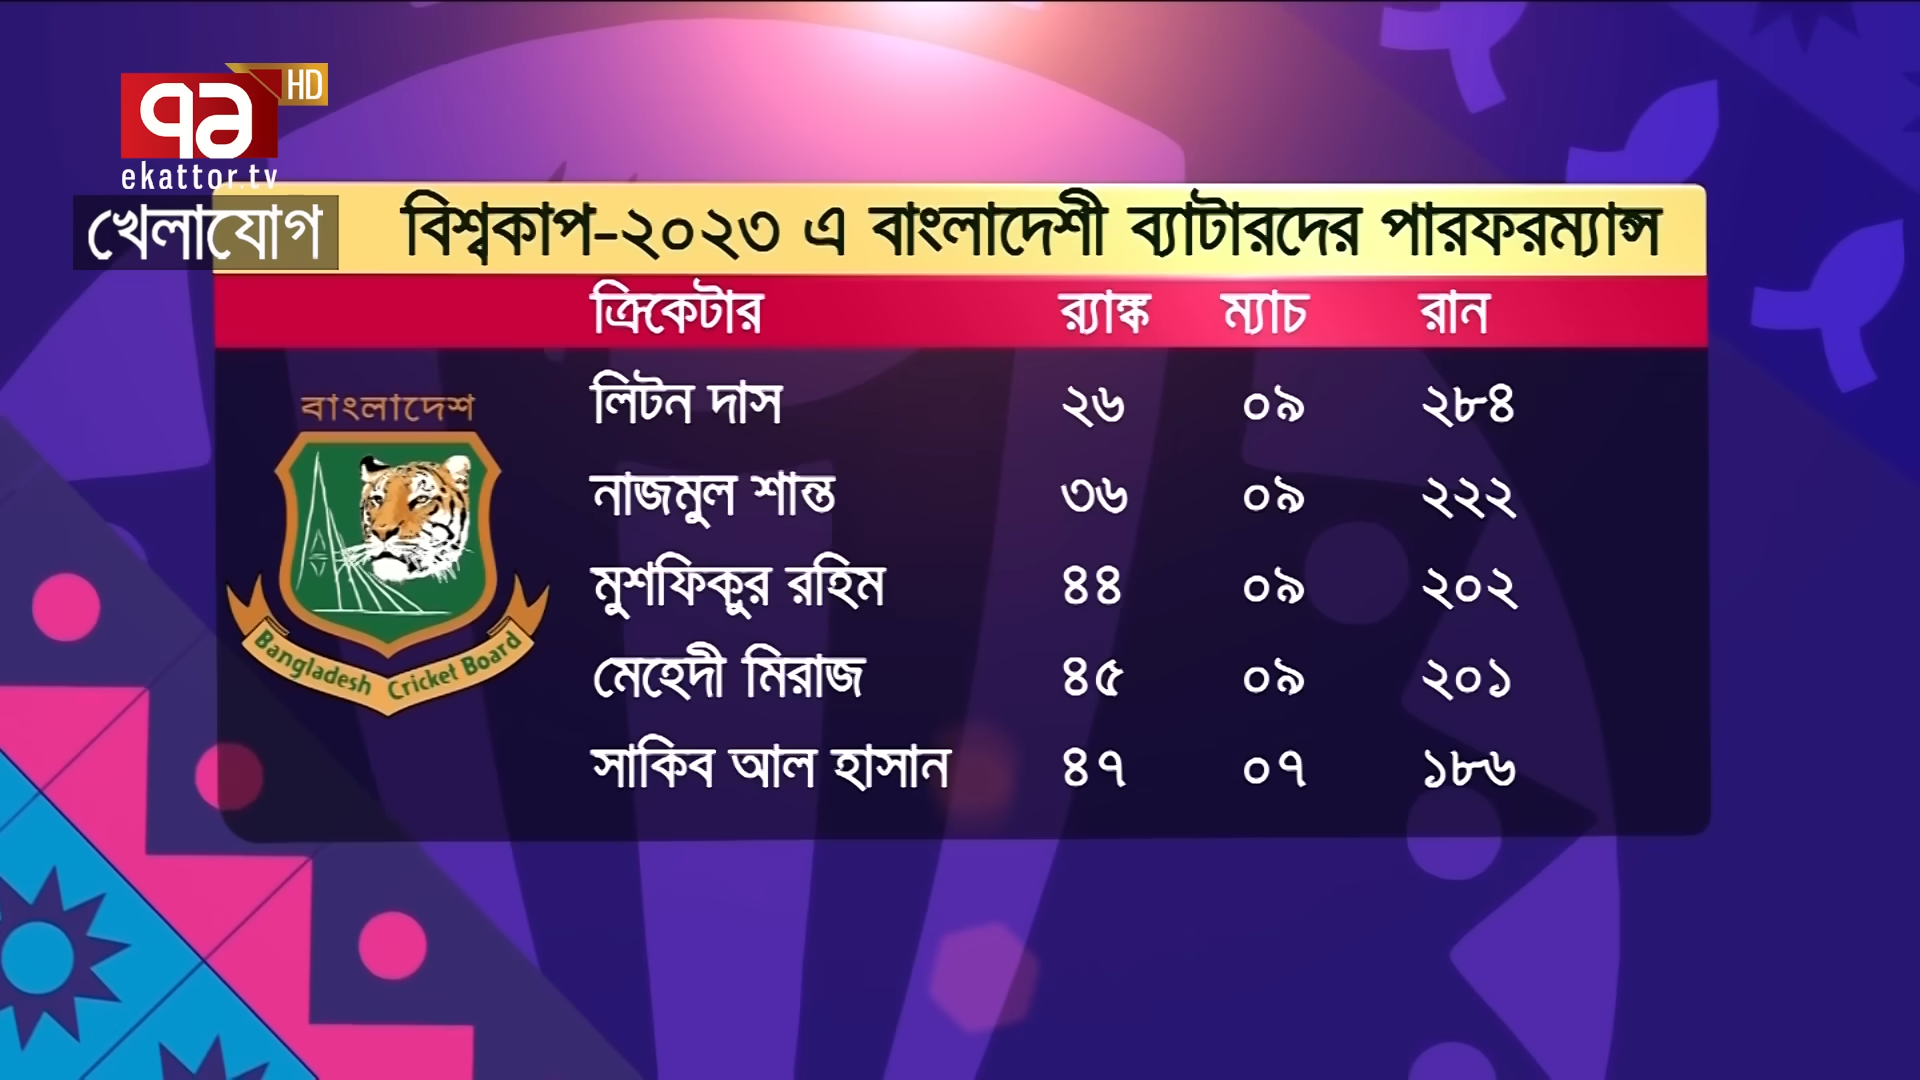 ৭১
HD
ekattor.tv
খেলাযোগ
বিশ্বকাপ-২০২৩ এ বাংলাদেশী ব্যাটারদের পারফরম্যান্স
ক্রিকেটার র‍্যাঙ্ক ম্যাচ রান
লিটন দাস ২৬ ০৯ ২৮৪
নাজমুল শান্ত ৩৬ ০৯ ২২২
মুশফিকুর রহিম ৪৪ ০৯ ২০২
মেহেদী মিরাজ ৪৫ ০৯ ২০১
সাকিব আল হাসান ৪৭ ০৭ ১৮৬
বাংলাদেশ
Bangladesh Cricket Board